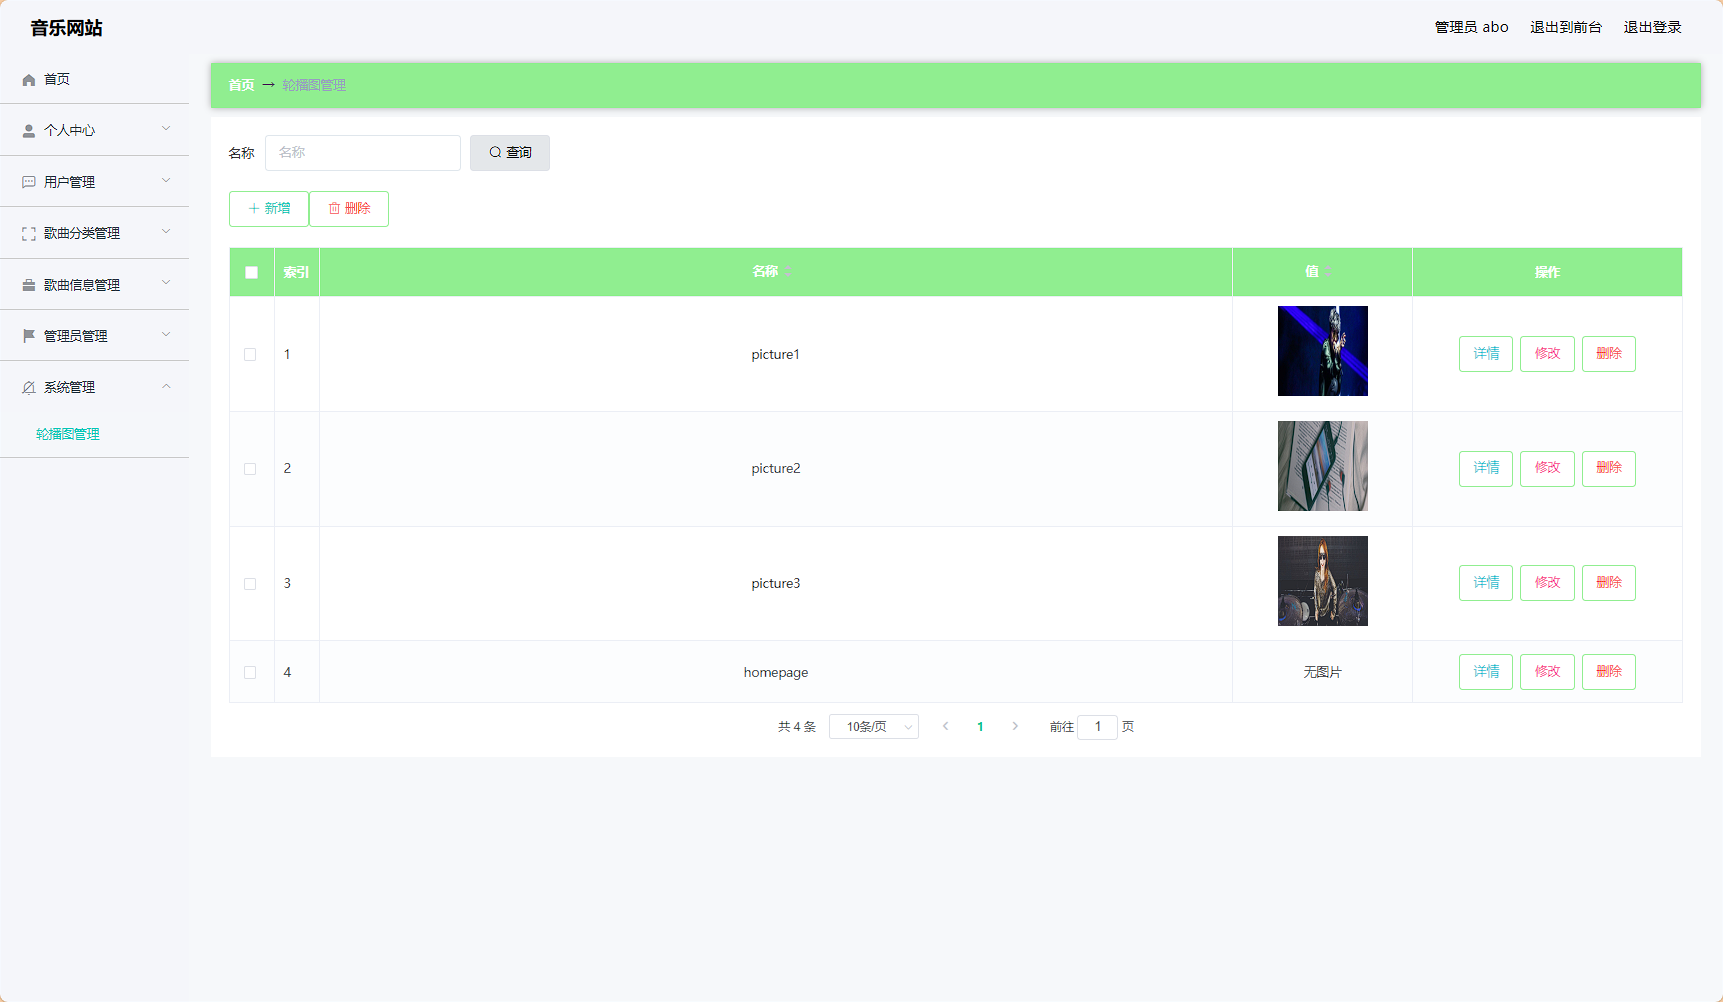 音乐网站
管理员 abo 退出到前台 退出登录
首页
个人中心
用户管理
歌曲分类管理
歌曲信息管理
管理员管理
系统管理
轮播图管理
首页 → 轮播图管理
名称 名称 查询
新增 删除
索引 名称 值 操作
1 picture1 详情 修改 删除
2 picture2 详情 修改 删除
3 picture3 详情 修改 删除
4 homepage 无图片 详情 修改 删除
共 4 条 10条/页 1 前往 1 页